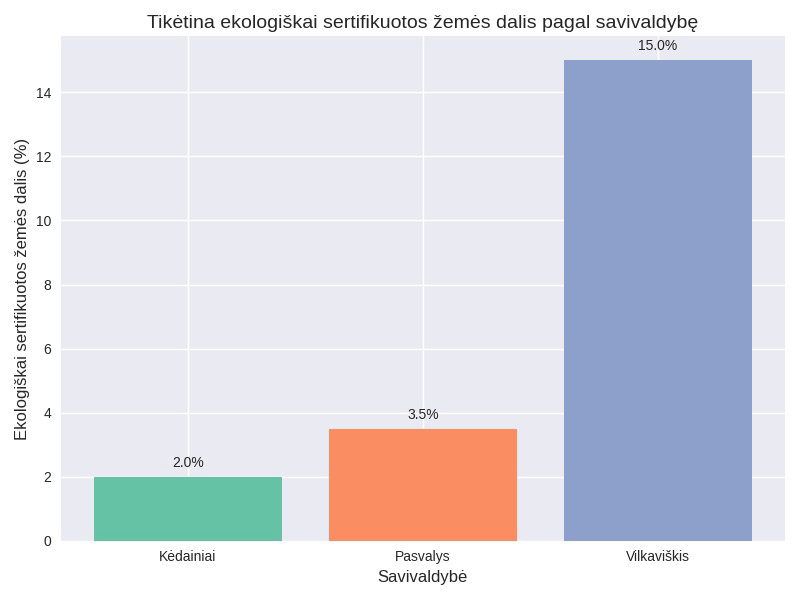 Tikėtina ekologiškai sertifikuotos žemės dalis pagal savivaldybę
Ekologiškai sertifikuotos žemės dalis (%)
14
12
10
8
6
4
2
0
2.0%
3.5%
15.0%
Kėdainiai
Pasvalys
Vilkaviškis
Savivaldybė